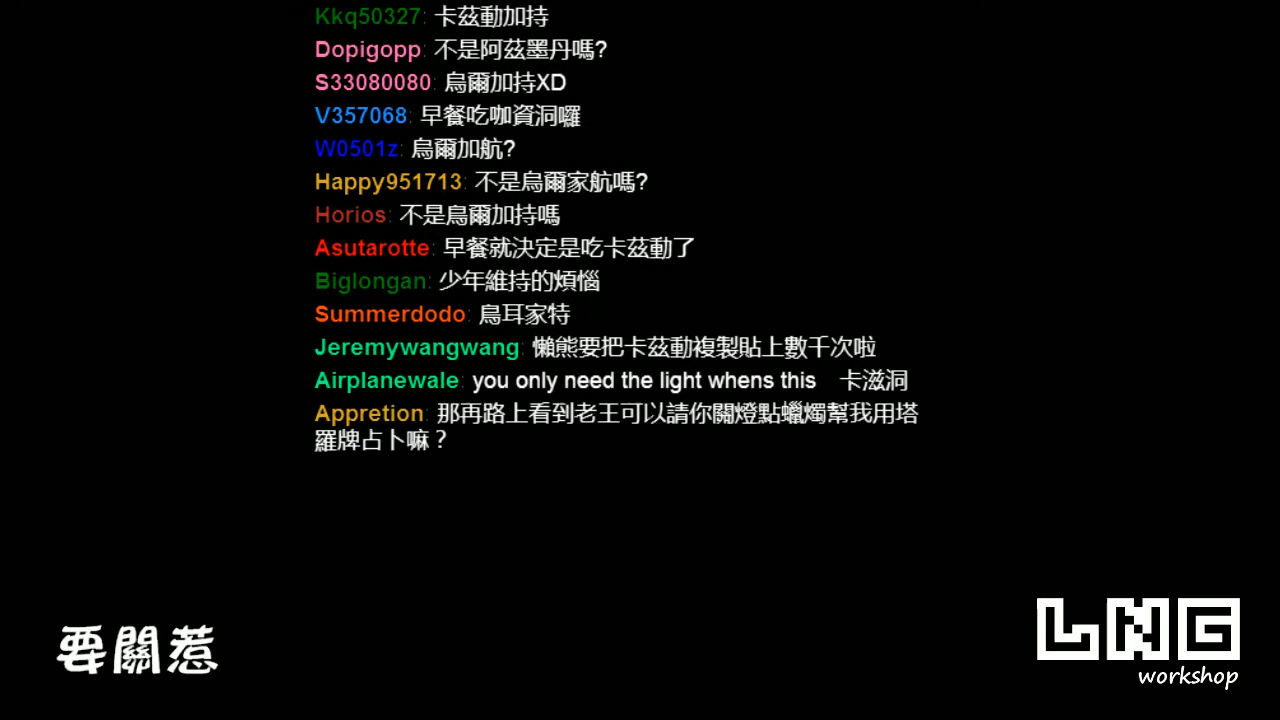 Kkq50327: 卡茲動加持
Dopigopp: 不是阿茲墨丹嗎?
S33080080: 烏爾加持XD
V357068: 早餐吃咖資洞囉
W0501z: 烏爾加航?
Happy951713: 不是烏爾家航嗎?
Horios: 不是烏爾加持嗎
Asutarotte: 早餐就決定是吃卡茲動了
Biglongan: 少年維持的煩惱
Summerdodo: 烏耳家特
Jeremywangwang: 懶熊要把卡茲動複製貼上數千次啦
Airplanewale: you only need the light whens this　卡滋洞
Appretion: 那再路上看到老王可以請你關燈點蠟燭幫我用塔
羅牌占卜嘛？
要關惹
LNG
workshop